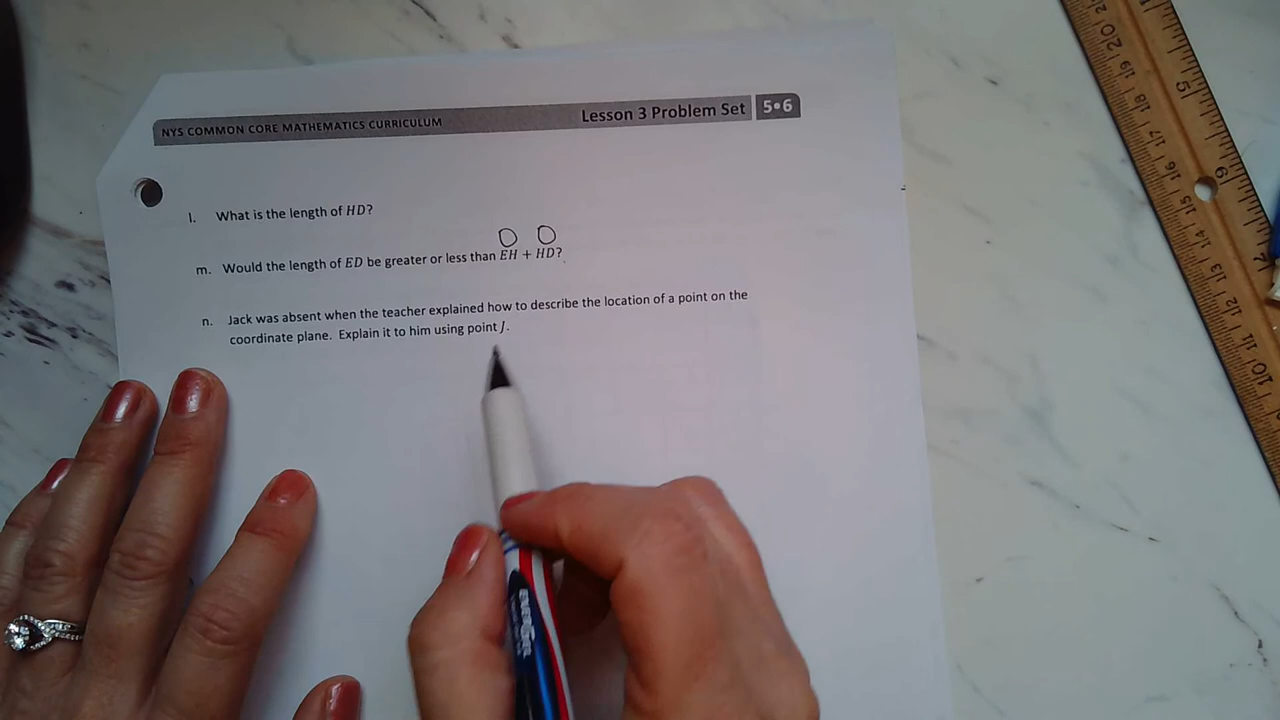 NYS COMMON CORE MATHEMATICS CURRICULUM Lesson 3 Problem Set 5•6
l. What is the length of HD?
O O
m. Would the length of ED be greater or less than EH + HD?
n. Jack was absent when the teacher explained how to describe the location of a point on the
coordinate plane. Explain it to him using point J.
ENERGEL